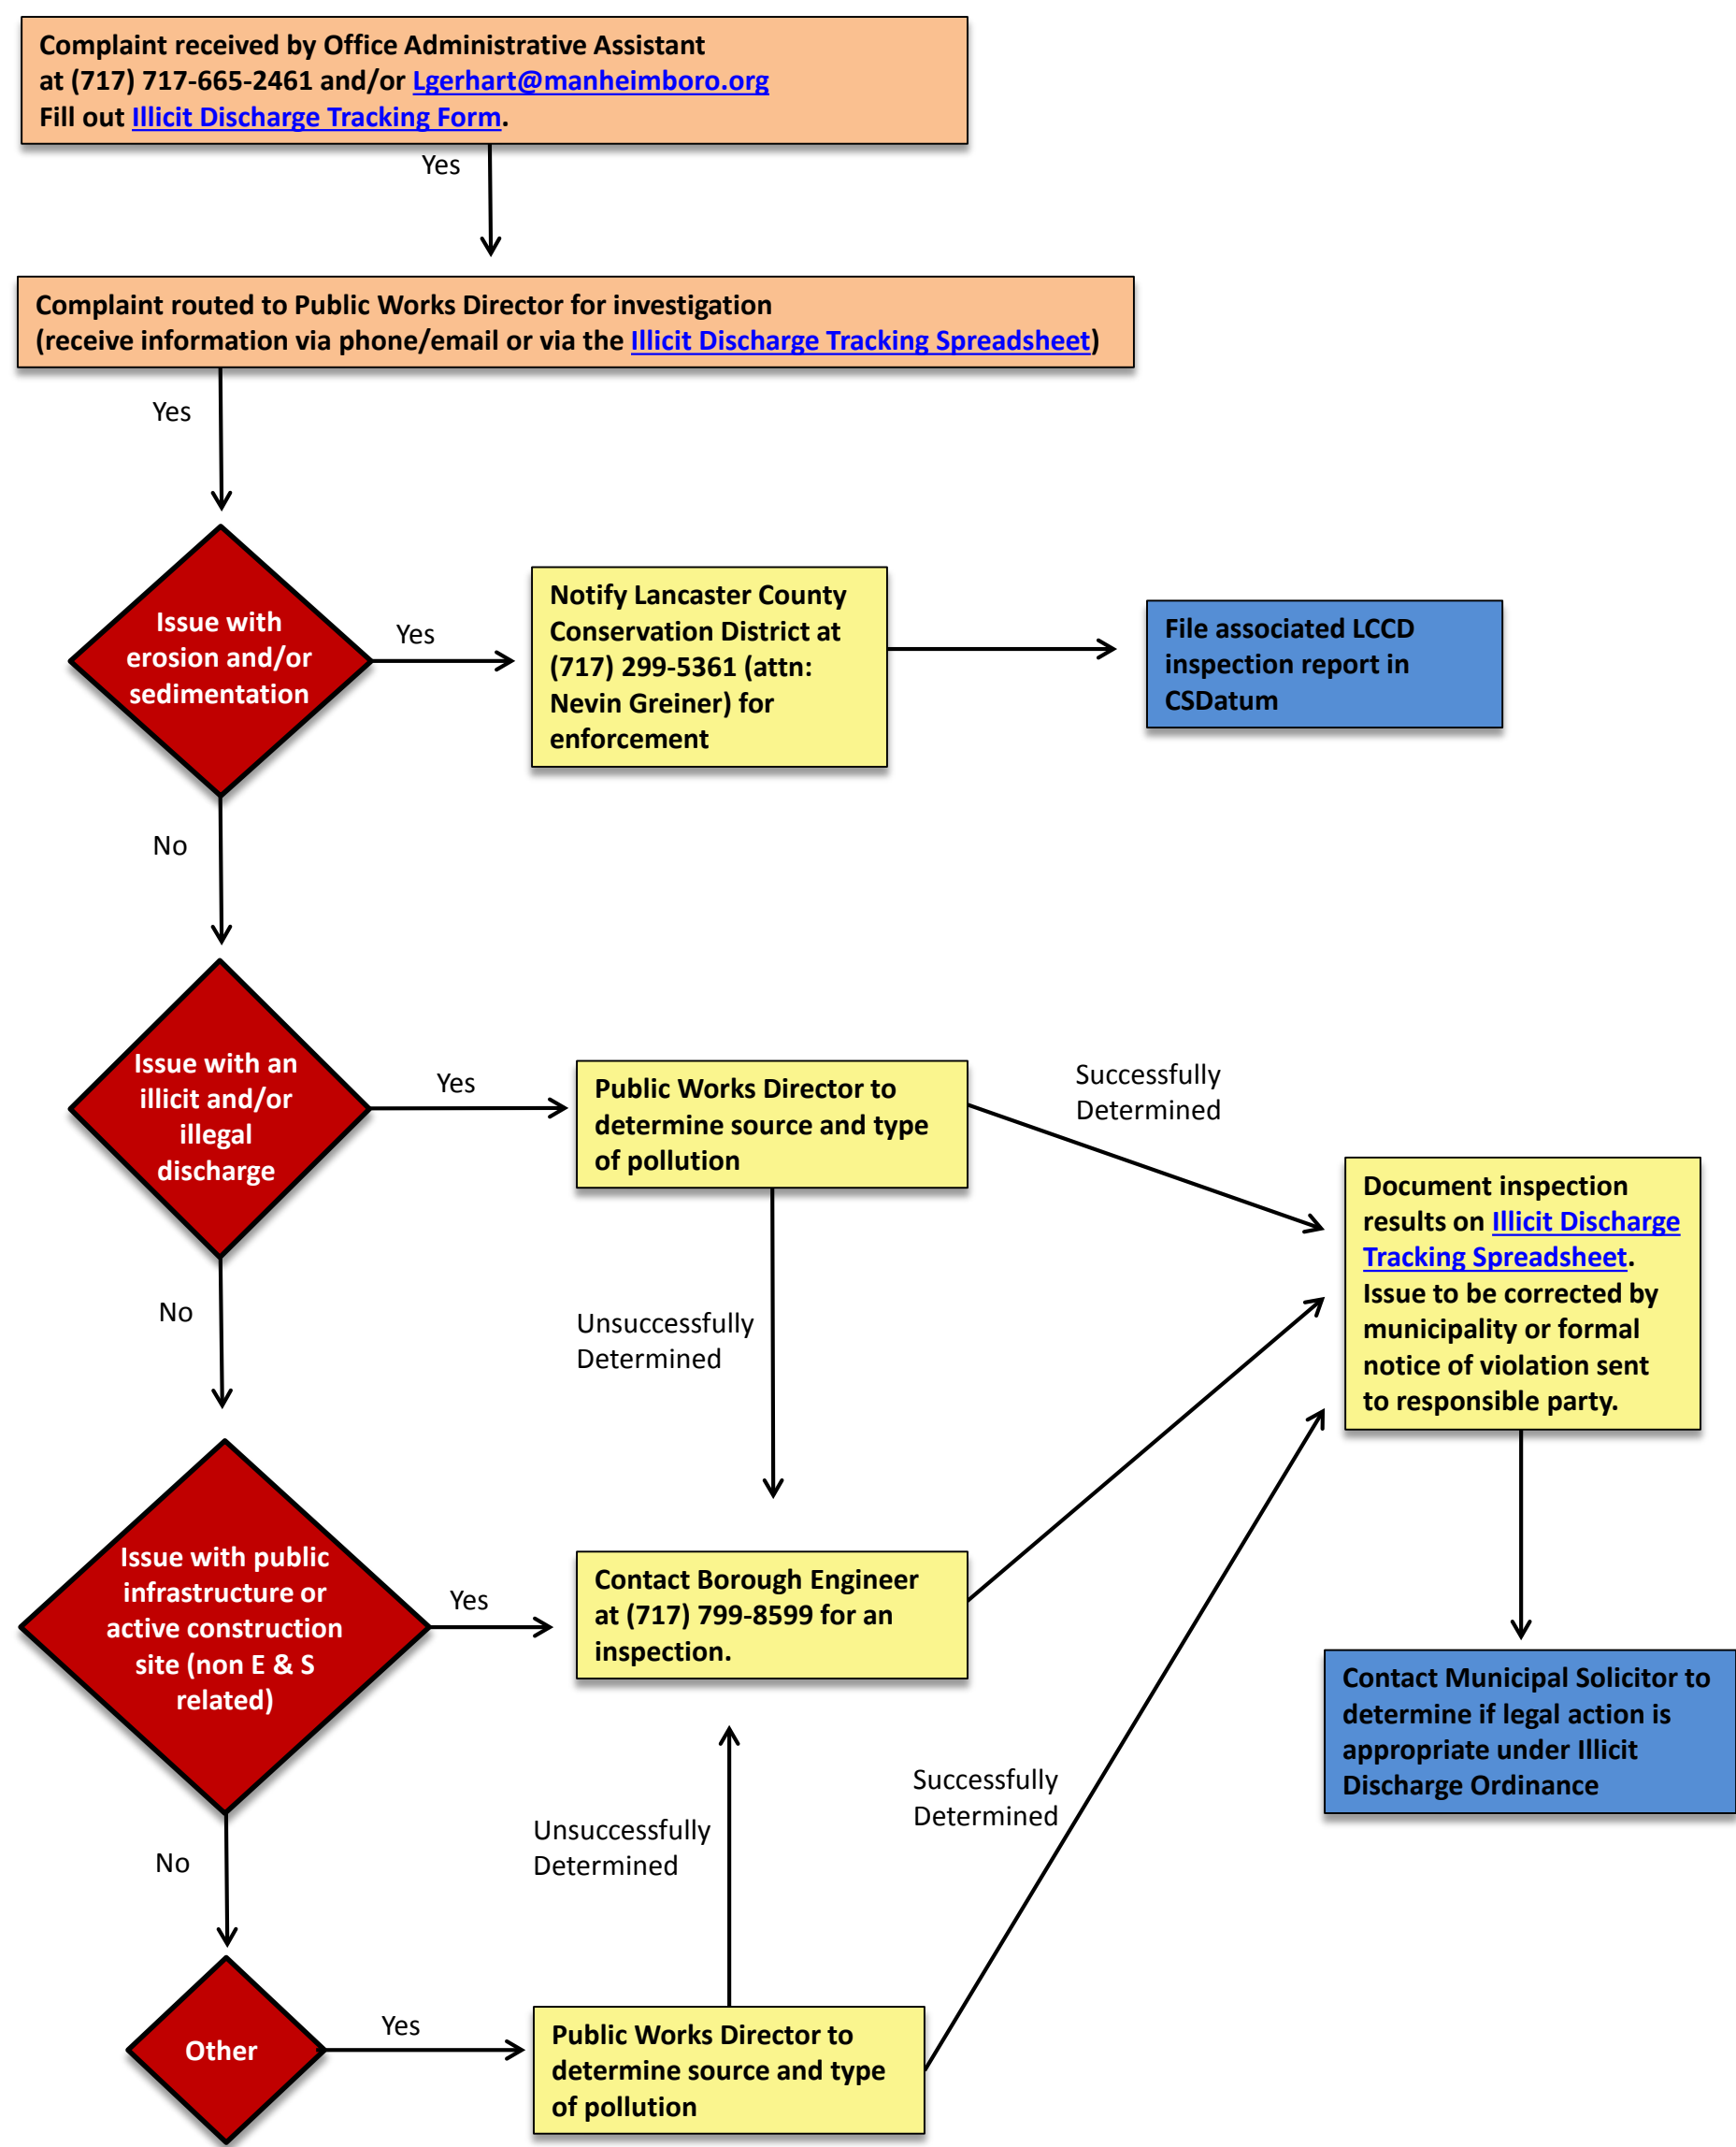 Complaint received by Office Administrative Assistant
at (717) 717-665-2461 and/or Lgerhart@manheimboro.org
Fill out Illicit Discharge Tracking Form.
Yes
Complaint routed to Public Works Director for investigation
(receive information via phone/email or via the Illicit Discharge Tracking Spreadsheet)
Yes
Issue with
erosion and/or
sedimentation
Yes
Notify Lancaster County
Conservation District at
(717) 299-5361 (attn:
Nevin Greiner) for
enforcement
File associated LCCD
inspection report in
CSDatum
No
Issue with an
illicit and/or
illegal
discharge
Yes
Public Works Director to
determine source and type
of pollution
Successfully
Determined
Document inspection
results on Illicit Discharge
Tracking Spreadsheet.
Issue to be corrected by
municipality or formal
notice of violation sent
to responsible party.
No
Unsuccessfully
Determined
Issue with public
infrastructure or
active construction
site (non E & S
related)
Yes
Contact Borough Engineer
at (717) 799-8599 for an
inspection.
Contact Municipal Solicitor to
determine if legal action is
appropriate under Illicit
Discharge Ordinance
No
Unsuccessfully
Determined
Successfully
Determined
Other
Yes
Public Works Director to
determine source and type
of pollution